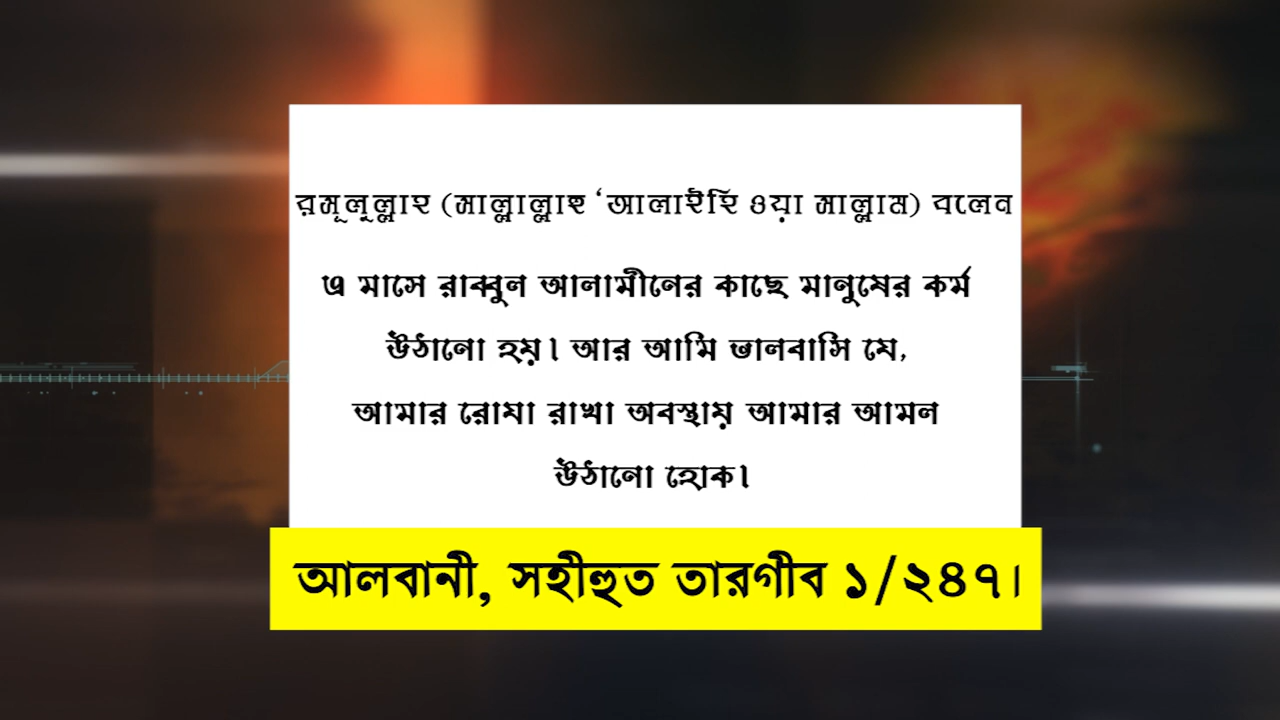 রসূলুল্লাহ (সাল্লাল্লাহু ‘আলাইহি ওয়া সাল্লাম) বলেন
এ মাসে রাব্বুল আলামীনের কাছে মানুষের কর্ম
উঠানো হয়। আর আমি ভালবাসি যে,
আমার রোযা রাখা অবস্থায় আমার আমল
উঠানো হোক।
আলবানী, সহীহুত তারগীব ১/২৪৭।